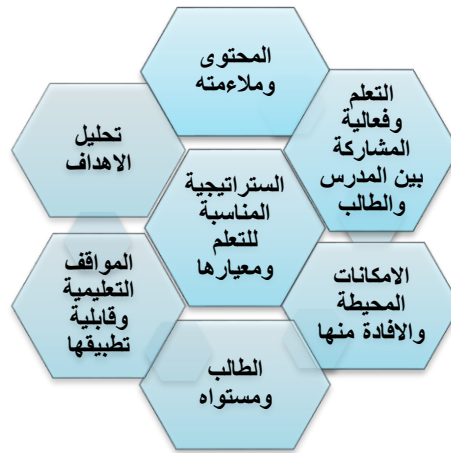 المحتوى
وملاءمته
التعلم
وفعالية
المشاركة
بين المدرس
والطالب
تحليل
الاهداف
الستراتيجية
المناسبة
للتعلم
ومعيارها
الامكانات
المحيطة
والافادة منها
المواقف
التعليمية
وقابلية
تطبيقها
الطالب
ومستواه